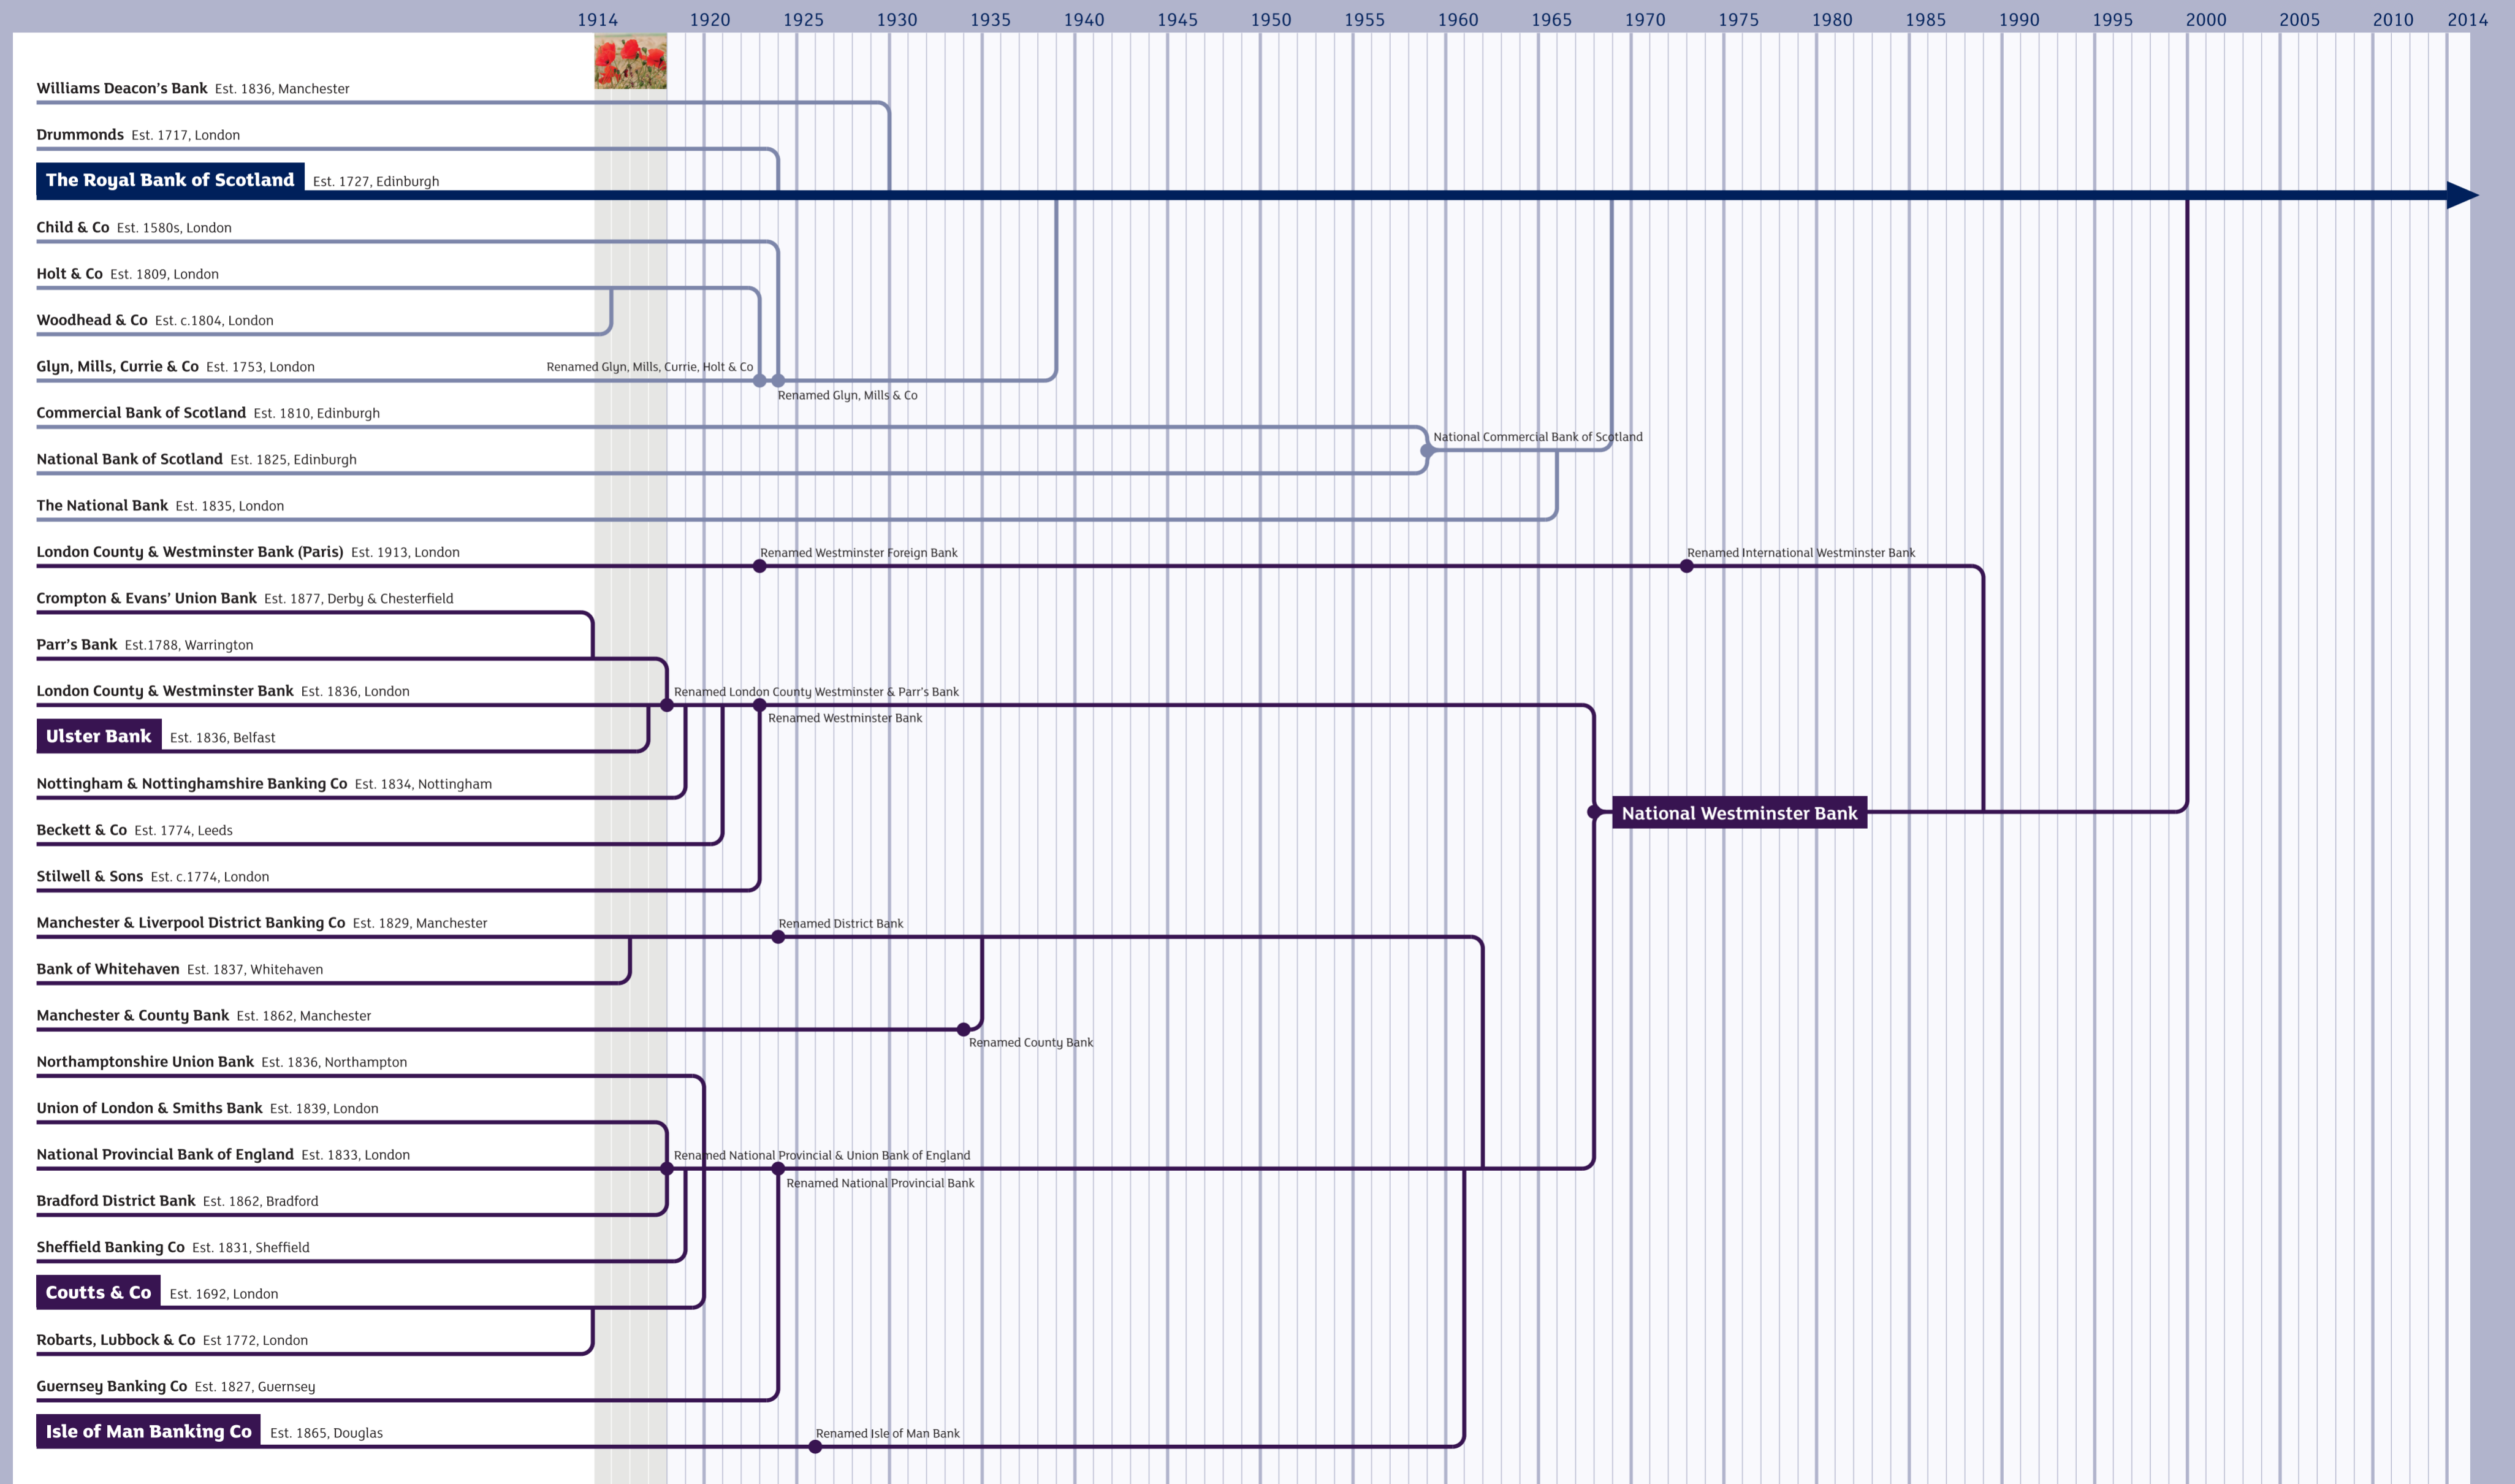 1914 1920 1925 1930 1935 1940 1945 1950 1955 1960 1965 1970 1975 1980 1985 1990 1995 2000 2005 2010 2014
Williams Deacon's Bank Est. 1836, Manchester
Drummonds Est. 1717, London
The Royal Bank of Scotland Est. 1727, Edinburgh
Child & Co Est. 1580s, London
Holt & Co Est. 1809, London
Woodhead & Co Est. c.1804, London
Glyn, Mills, Currie & Co Est. 1753, London
Renamed Glyn, Mills, Currie, Holt & Co
Renamed Glyn, Mills & Co
Commercial Bank of Scotland Est. 1810, Edinburgh
National Commercial Bank of Scotland
National Bank of Scotland Est. 1825, Edinburgh
The National Bank Est. 1835, London
London County & Westminster Bank (Paris) Est. 1913, London
Renamed Westminster Foreign Bank
Renamed International Westminster Bank
Crompton & Evans' Union Bank Est. 1877, Derby & Chesterfield
Parr's Bank Est.1788, Warrington
London County & Westminster Bank Est. 1836, London
Renamed London County Westminster & Parr's Bank
Renamed Westminster Bank
Ulster Bank Est. 1836, Belfast
Nottingham & Nottinghamshire Banking Co Est. 1834, Nottingham
National Westminster Bank
Beckett & Co Est. 1774, Leeds
Stilwell & Sons Est. c.1774, London
Manchester & Liverpool District Banking Co Est. 1829, Manchester
Renamed District Bank
Bank of Whitehaven Est. 1837, Whitehaven
Manchester & County Bank Est. 1862, Manchester
Renamed County Bank
Northamptonshire Union Bank Est. 1836, Northampton
Union of London & Smiths Bank Est. 1839, London
National Provincial Bank of England Est. 1833, London
Renamed National Provincial & Union Bank of England
Renamed National Provincial Bank
Bradford District Bank Est. 1862, Bradford
Sheffield Banking Co Est. 1831, Sheffield
Coutts & Co Est. 1692, London
Robarts, Lubbock & Co Est 1772, London
Guernsey Banking Co Est. 1827, Guernsey
Isle of Man Banking Co Est. 1865, Douglas
Renamed Isle of Man Bank